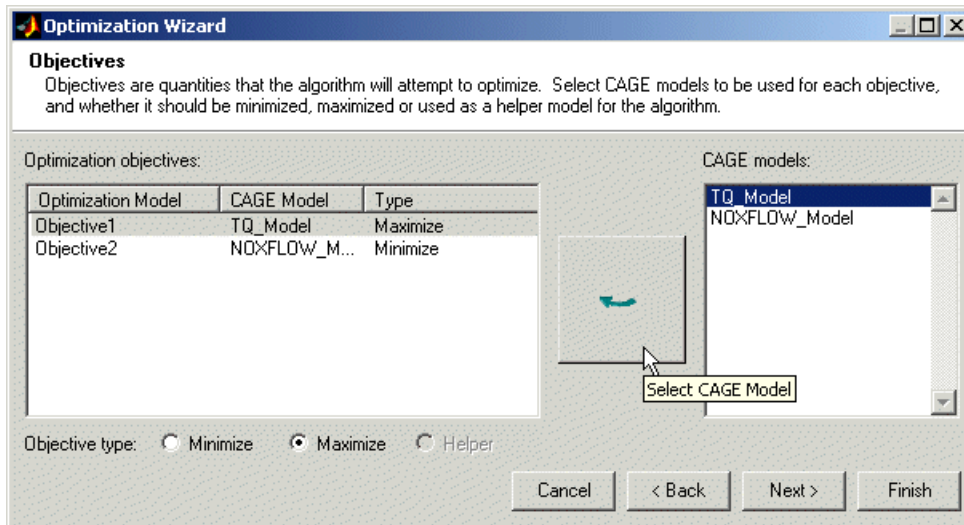 Optimization Wizard
Objectives
Objectives are quantities that the algorithm will attempt to optimize. Select CAGE models to be used for each objective,
and whether it should be minimized, maximized or used as a helper model for the algorithm.
Optimization objectives:
CAGE models:
Optimization Model CAGE Model Type
Objective1 TQ_Model Maximize
Objective2 NOXFLOW_M... Minimize
TQ_Model
NOXFLOW_Model
Select CAGE Model
Objective type: Minimize Maximize Helper
Cancel < Back Next > Finish